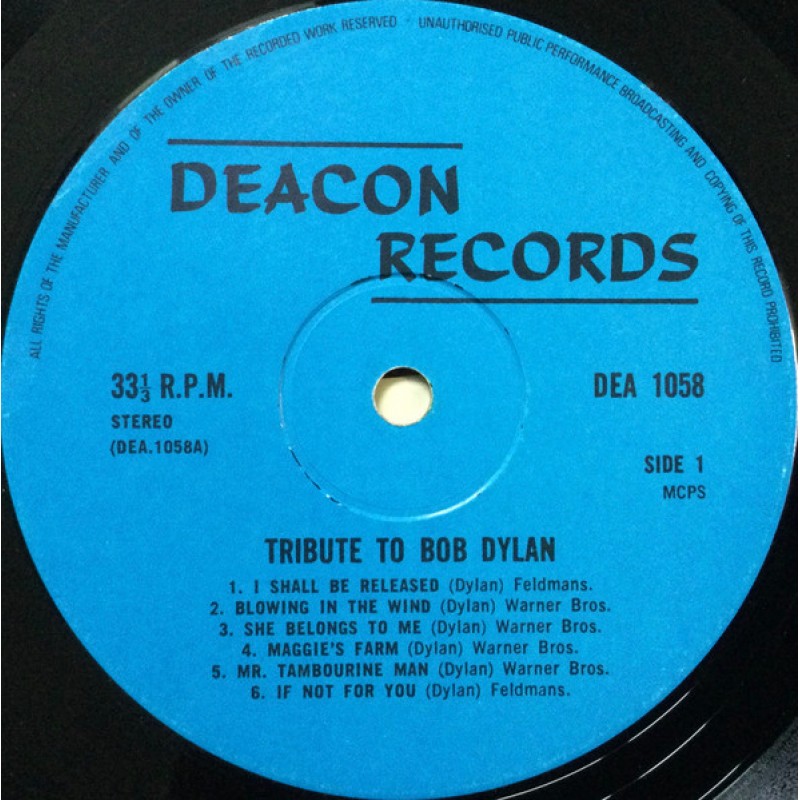 ALL RIGHTS OF THE MANUFACTURER AND OF THE OWNER OF THE RECORDED WORK RESERVED - UNAUTHORISED PUBLIC PERFORMANCE BROADCASTING AND COPYING OF THIS RECORD PROHIBITED
DEACON
RECORDS
33⅓ R.P.M.
DEA 1058
STEREO
(DEA.1058A)
SIDE 1
MCPS
TRIBUTE TO BOB DYLAN
1. I SHALL BE RELEASED (Dylan) Feldmans.
2. BLOWING IN THE WIND (Dylan) Warner Bros.
3. SHE BELONGS TO ME (Dylan) Warner Bros.
4. MAGGIE'S FARM (Dylan) Warner Bros.
5. MR. TAMBOURINE MAN (Dylan) Warner Bros.
6. IF NOT FOR YOU (Dylan) Feldmans.